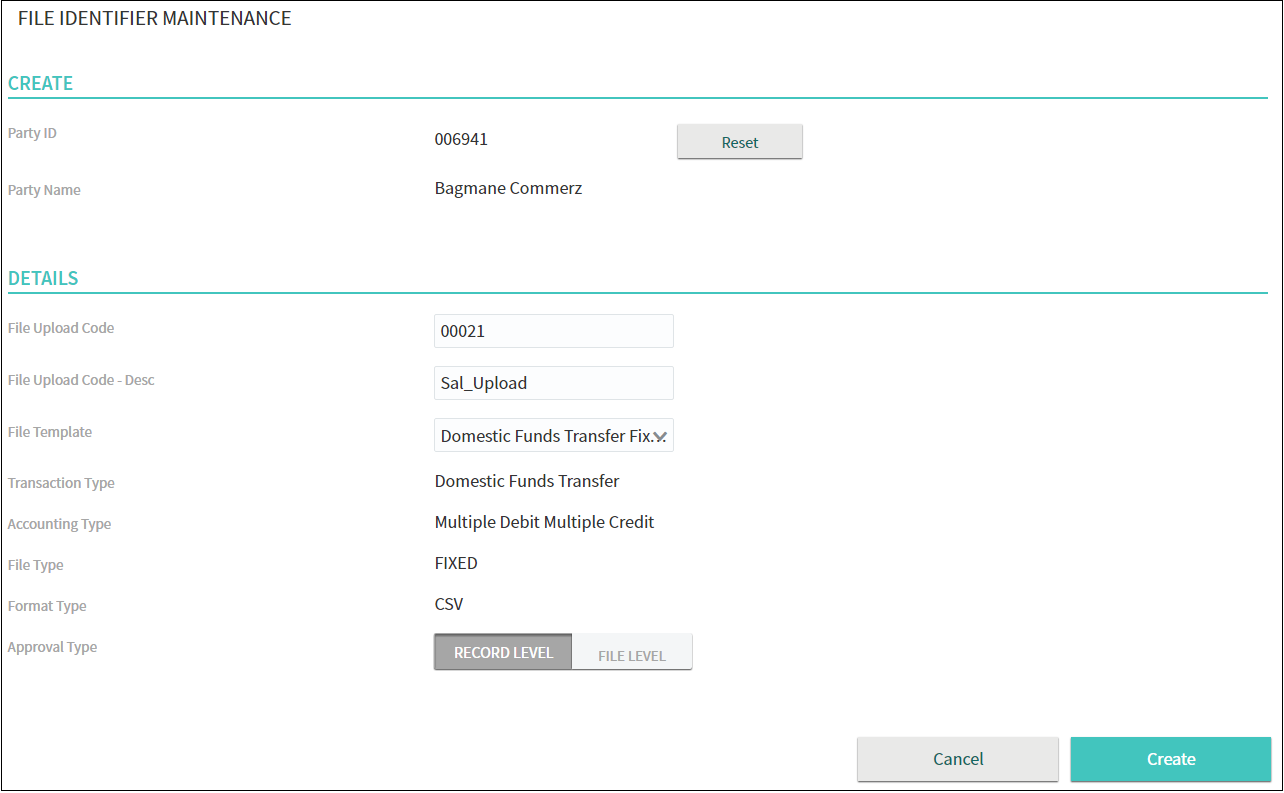 FILE IDENTIFIER MAINTENANCE
CREATE
Party ID 006941 Reset
Party Name Bagmane Commerz
DETAILS
File Upload Code 00021
File Upload Code - Desc Sal_Upload
File Template Domestic Funds Transfer Fix...
Transaction Type Domestic Funds Transfer
Accounting Type Multiple Debit Multiple Credit
File Type FIXED
Format Type CSV
Approval Type RECORD LEVEL FILE LEVEL
Cancel Create